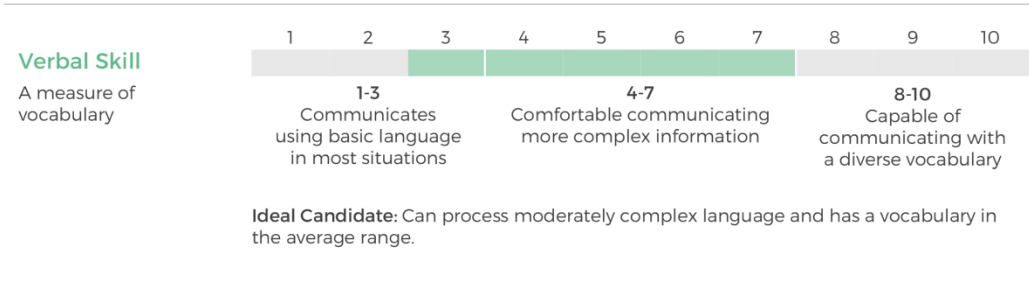 1 2 3 4 5 6 7 8 9 10
Verbal Skill
A measure of
vocabulary
1-3
Communicates
using basic language
in most situations
4-7
Comfortable communicating
more complex information
8-10
Capable of
communicating with
a diverse vocabulary
Ideal Candidate: Can process moderately complex language and has a vocabulary in
the average range.